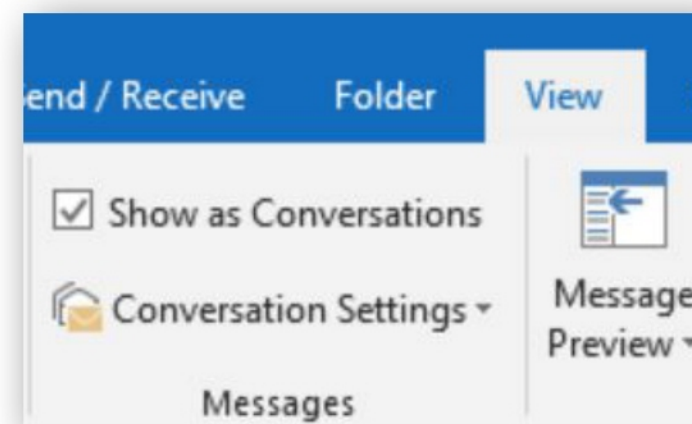 end / Receive Folder View
Show as Conversations
Conversation Settings
Message
Preview
Messages